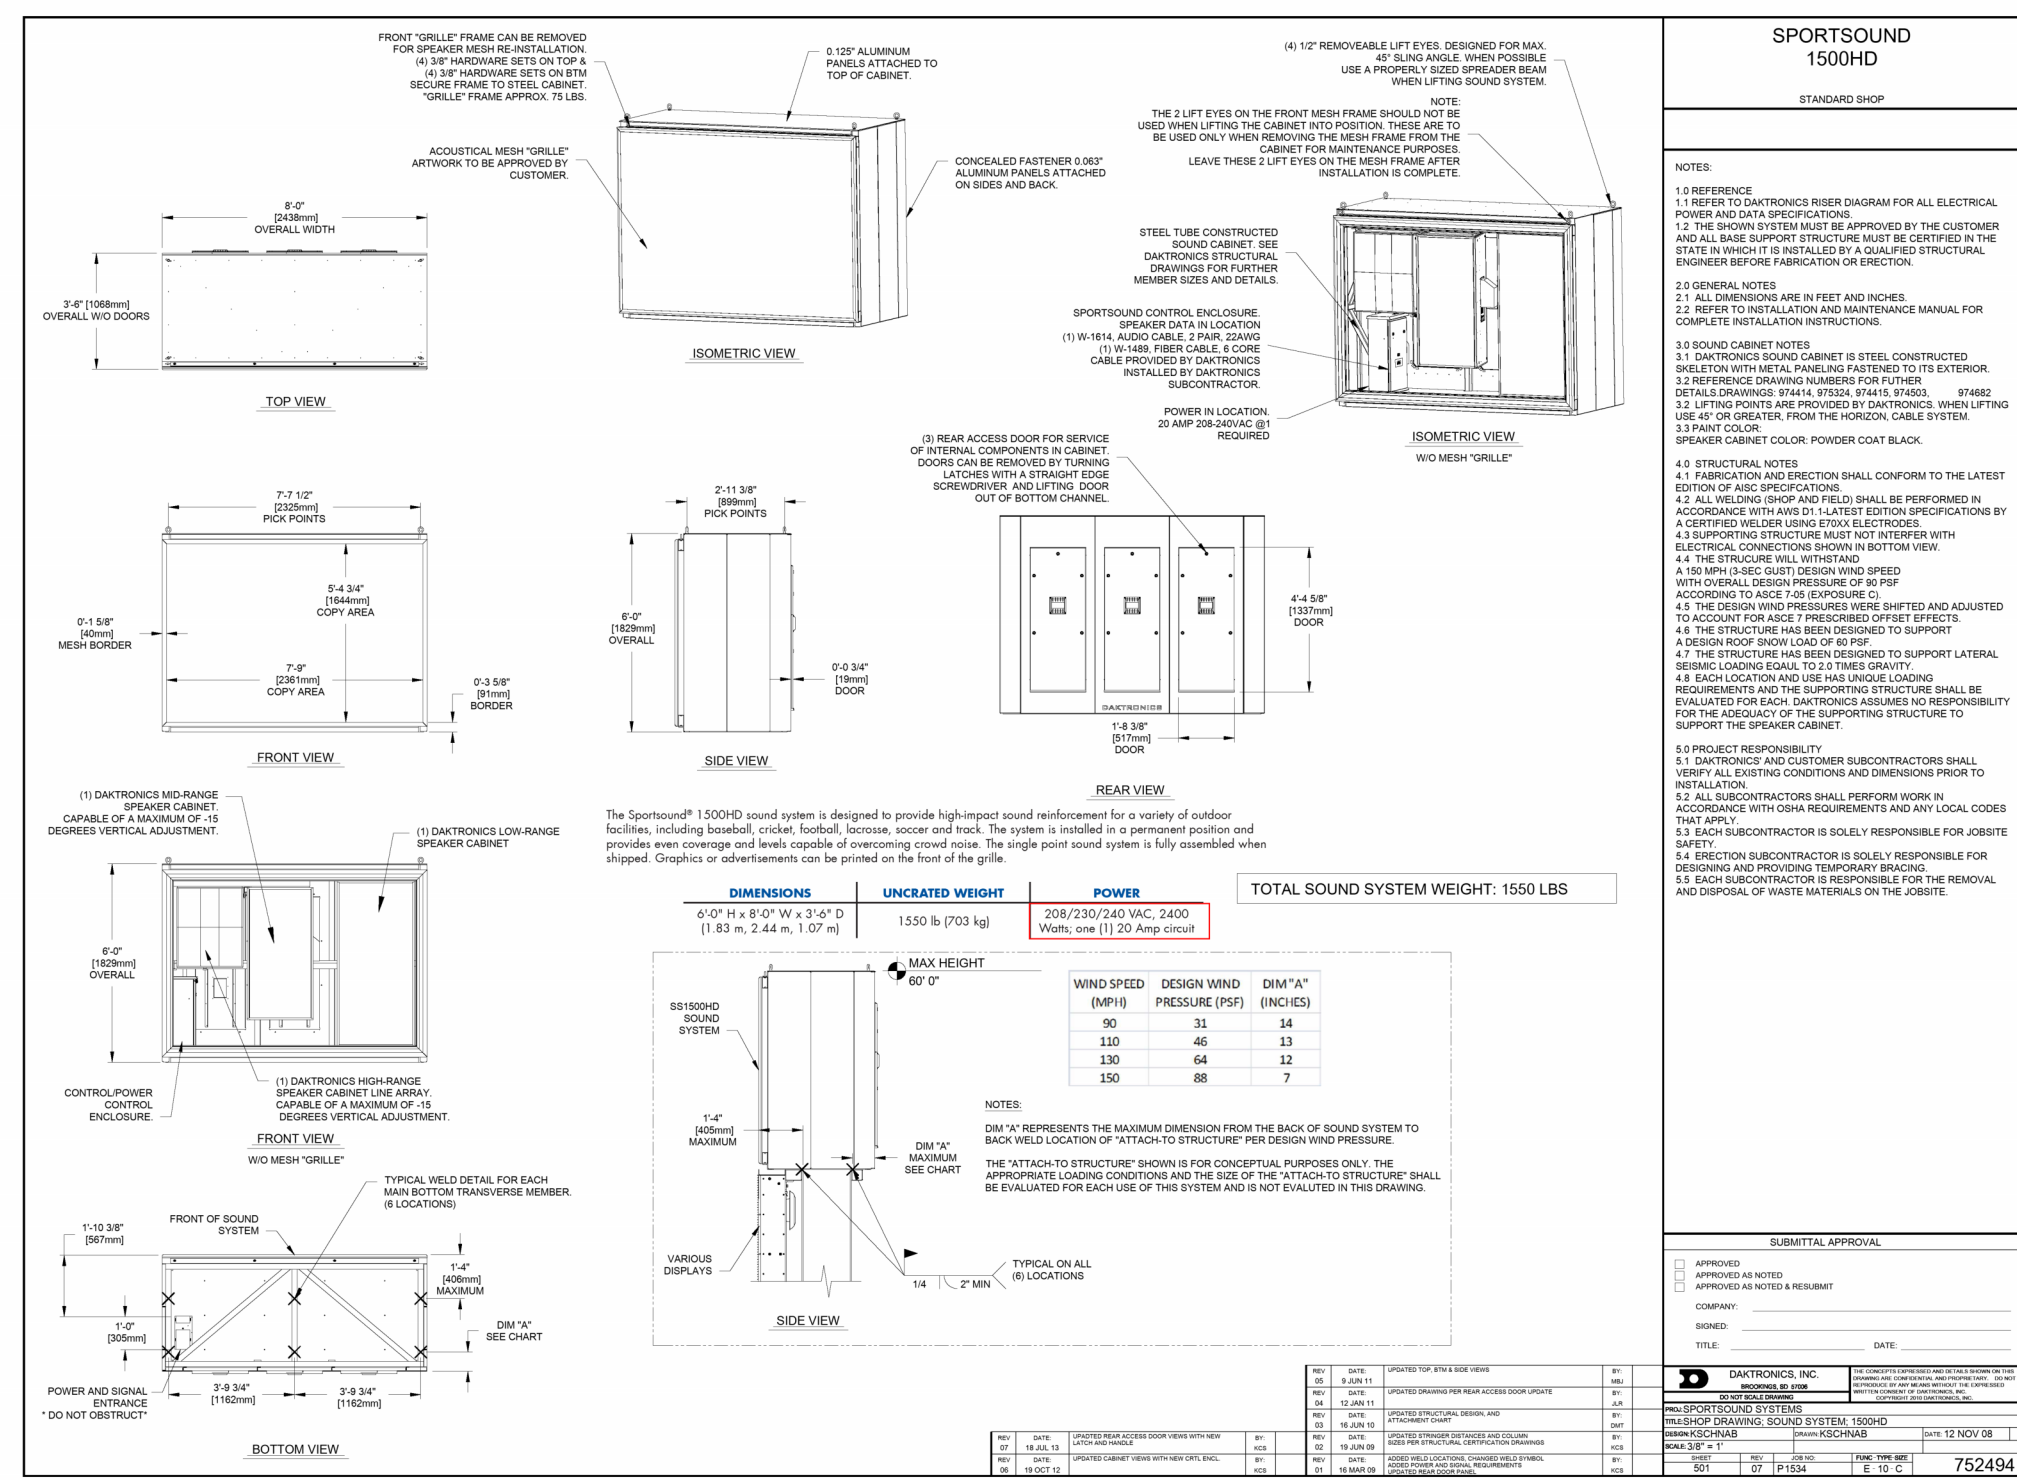 FRONT "GRILLE" FRAME CAN BE REMOVED
FOR SPEAKER MESH RE-INSTALLATION.
(4) 3/8" HARDWARE SETS ON TOP &
(4) 3/8" HARDWARE SETS ON BTM
SECURE FRAME TO STEEL CABINET.
"GRILLE" FRAME APPROX. 75 LBS.
0.125" ALUMINUM
PANELS ATTACHED TO
TOP OF CABINET.
ACOUSTICAL MESH "GRILLE"
ARTWORK TO BE APPROVED BY
CUSTOMER.
CONCEALED FASTENER 0.063"
ALUMINUM PANELS ATTACHED
ON SIDES AND BACK.
ISOMETRIC VIEW
(4) 1/2" REMOVEABLE LIFT EYES. DESIGNED FOR MAX.
45° SLING ANGLE. WHEN POSSIBLE
USE A PROPERLY SIZED SPREADER BEAM
WHEN LIFTING SOUND SYSTEM.
NOTE:
THE 2 LIFT EYES ON THE FRONT MESH FRAME SHOULD NOT BE
USED WHEN LIFTING THE CABINET INTO POSITION. THESE ARE TO
BE USED ONLY WHEN REMOVING THE MESH FRAME FROM THE
CABINET FOR MAINTENANCE PURPOSES.
LEAVE THESE 2 LIFT EYES ON THE MESH FRAME AFTER
INSTALLATION IS COMPLETE.
STEEL TUBE CONSTRUCTED
SOUND CABINET. SEE
DAKTRONICS STRUCTURAL
DRAWINGS FOR FURTHER
MEMBER SIZES AND DETAILS.
SPORTSOUND CONTROL ENCLOSURE.
SPEAKER DATA IN LOCATION
(1) W-1614, AUDIO CABLE, 2 PAIR, 22AWG
(1) W-1489, FIBER CABLE, 6 CORE
CABLE PROVIDED BY DAKTRONICS
INSTALLED BY DAKTRONICS
SUBCONTRACTOR.
POWER IN LOCATION.
20 AMP 208-240VAC @1
REQUIRED
ISOMETRIC VIEW
W/O MESH "GRILLE"
8'-0"
[2438mm]
OVERALL WIDTH
3'-6" [1068mm]
OVERALL W/O DOORS
TOP VIEW
7'-7 1/2"
[2325mm]
PICK POINTS
5'-4 3/4"
[1644mm]
COPY AREA
0'-1 5/8"
[40mm]
MESH BORDER
7'-9"
[2361mm]
COPY AREA
0'-3 5/8"
[91mm]
BORDER
FRONT VIEW
2'-11 3/8"
[899mm]
PICK POINTS
6'-0"
[1829mm]
OVERALL
0'-0 3/4"
[19mm]
DOOR
SIDE VIEW
(3) REAR ACCESS DOOR FOR SERVICE
OF INTERNAL COMPONENTS IN CABINET.
DOORS CAN BE REMOVED BY TURNING
LATCHES WITH A STRAIGHT EDGE
SCREWDRIVER AND LIFTING DOOR
OUT OF BOTTOM CHANNEL.
4'-4 5/8"
[1337mm]
DOOR
DAKTRONICS
1'-8 3/8"
[517mm]
DOOR
REAR VIEW
(1) DAKTRONICS MID-RANGE
SPEAKER CABINET.
CAPABLE OF A MAXIMUM OF -15
DEGREES VERTICAL ADJUSTMENT.
(1) DAKTRONICS LOW-RANGE
SPEAKER CABINET
6'-0"
[1829mm]
OVERALL
CONTROL/POWER
CONTROL
ENCLOSURE.
(1) DAKTRONICS HIGH-RANGE
SPEAKER CABINET LINE ARRAY.
CAPABLE OF A MAXIMUM OF -15
DEGREES VERTICAL ADJUSTMENT.
FRONT VIEW
W/O MESH "GRILLE"
The Sportsound® 1500HD sound system is designed to provide high-impact sound reinforcement for a variety of outdoor
facilities, including baseball, cricket, football, lacrosse, soccer and track. The system is installed in a permanent position and
provides even coverage and levels capable of overcoming crowd noise. The single point sound system is fully assembled when
shipped. Graphics or advertisements can be printed on the front of the grille.
DIMENSIONS UNCRATED WEIGHT POWER
6'-0" H x 8'-0" W x 3'-6" D 1550 lb (703 kg) 208/230/240 VAC, 2400
(1.83 m, 2.44 m, 1.07 m) Watts; one (1) 20 Amp circuit
TOTAL SOUND SYSTEM WEIGHT: 1550 LBS
MAX HEIGHT
60' 0"
SS1500HD
SOUND
SYSTEM
1'-4"
[405mm]
MAXIMUM
DIM "A"
MAXIMUM
SEE CHART
VARIOUS
DISPLAYS
1/4 2" MIN
TYPICAL ON ALL
(6) LOCATIONS
SIDE VIEW
WIND SPEED DESIGN WIND DIM "A"
(MPH) PRESSURE (PSF) (INCHES)
90 31 14
110 46 13
130 64 12
150 88 7
NOTES:
DIM "A" REPRESENTS THE MAXIMUM DIMENSION FROM THE BACK OF SOUND SYSTEM TO
BACK WELD LOCATION OF "ATTACH-TO STRUCTURE" PER DESIGN WIND PRESSURE.
THE "ATTACH-TO STRUCTURE" SHOWN IS FOR CONCEPTUAL PURPOSES ONLY. THE
APPROPRIATE LOADING CONDITIONS AND THE SIZE OF THE "ATTACH-TO STRUCTURE" SHALL
BE EVALUATED FOR EACH USE OF THIS SYSTEM AND IS NOT EVALUTED IN THIS DRAWING.
TYPICAL WELD DETAIL FOR EACH
MAIN BOTTOM TRANSVERSE MEMBER.
(6 LOCATIONS)
FRONT OF SOUND
SYSTEM
1'-10 3/8"
[567mm]
1'-4"
[406mm]
MAXIMUM
1'-0"
[305mm]
DIM "A"
SEE CHART
POWER AND SIGNAL
ENTRANCE
* DO NOT OBSTRUCT*
3'-9 3/4"
[1162mm]
3'-9 3/4"
[1162mm]
BOTTOM VIEW
REV 05 DATE: 9 JUN 11 UPDATED TOP, BTM & SIDE VIEWS BY: MBJ
REV 04 DATE: 12 JAN 11 UPDATED DRAWING PER REAR ACCESS DOOR UPDATE BY: JLR
REV 03 DATE: 16 JUN 10 UPDATED STRUCTURAL DESIGN, AND
ATTACHMENT CHART BY: DMT
REV 07 DATE: 18 JUL 13 UPADTED REAR ACCESS DOOR VIEWS WITH NEW
LATCH AND HANDLE BY: KCS
REV 02 DATE: 19 JUN 09 UPDATED STRINGER DISTANCES AND COLUMN
SIZES PER STRUCTURAL CERTIFICATION DRAWINGS BY: KCS
REV 06 DATE: 19 OCT 12 UPDATED CABINET VIEWS WITH NEW CRTL ENCL. BY: KCS
REV 01 DATE: 16 MAR 09 ADDED WELD LOCATIONS, CHANGED WELD SYMBOL
ADDED POWER AND SIGNAL REQUIREMENTS
UPDATED REAR DOOR PANEL BY: KCS
SPORTSOUND
1500HD
STANDARD SHOP
NOTES:
1.0 REFERENCE
1.1 REFER TO DAKTRONICS RISER DIAGRAM FOR ALL ELECTRICAL
POWER AND DATA SPECIFICATIONS.
1.2 THE SHOWN SYSTEM MUST BE APPROVED BY THE CUSTOMER
AND ALL BASE SUPPORT STRUCTURE MUST BE CERTIFIED IN THE
STATE IN WHICH IT IS INSTALLED BY A QUALIFIED STRUCTURAL
ENGINEER BEFORE FABRICATION OR ERECTION.
2.0 GENERAL NOTES
2.1 ALL DIMENSIONS ARE IN FEET AND INCHES.
2.2 REFER TO INSTALLATION AND MAINTENANCE MANUAL FOR
COMPLETE INSTALLATION INSTRUCTIONS.
3.0 SOUND CABINET NOTES
3.1 DAKTRONICS SOUND CABINET IS STEEL CONSTRUCTED
SKELETON WITH METAL PANELING FASTENED TO ITS EXTERIOR.
3.2 REFERENCE DRAWING NUMBERS FOR FUTHER
DETAILS.DRAWINGS: 974414, 975324, 974415, 974503, 974682
3.2 LIFTING POINTS ARE PROVIDED BY DAKTRONICS. WHEN LIFTING
USE 45° OR GREATER, FROM THE HORIZON, CABLE SYSTEM.
3.3 PAINT COLOR:
SPEAKER CABINET COLOR: POWDER COAT BLACK.
4.0 STRUCTURAL NOTES
4.1 FABRICATION AND ERECTION SHALL CONFORM TO THE LATEST
EDITION OF AISC SPECIFCATIONS.
4.2 ALL WELDING (SHOP AND FIELD) SHALL BE PERFORMED IN
ACCORDANCE WITH AWS D1.1-LATEST EDITION SPECIFICATIONS BY
A CERTIFIED WELDER USING E70XX ELECTRODES.
4.3 SUPPORTING STRUCTURE MUST NOT INTERFER WITH
ELECTRICAL CONNECTIONS SHOWN IN BOTTOM VIEW.
4.4 THE STRUCURE WILL WITHSTAND
A 150 MPH (3-SEC GUST) DESIGN WIND SPEED
WITH OVERALL DESIGN PRESSURE OF 90 PSF
ACCORDING TO ASCE 7-05 (EXPOSURE C).
4.5 THE DESIGN WIND PRESSURES WERE SHIFTED AND ADJUSTED
TO ACCOUNT FOR ASCE 7 PRESCRIBED OFFSET EFFECTS.
4.6 THE STRUCTURE HAS BEEN DESIGNED TO SUPPORT
A DESIGN ROOF SNOW LOAD OF 60 PSF.
4.7 THE STRUCTURE HAS BEEN DESIGNED TO SUPPORT LATERAL
SEISMIC LOADING EQAUL TO 2.0 TIMES GRAVITY.
4.8 EACH LOCATION AND USE HAS UNIQUE LOADING
REQUIREMENTS AND THE SUPPORTING STRUCTURE SHALL BE
EVALUATED FOR EACH. DAKTRONICS ASSUMES NO RESPONSIBILITY
FOR THE ADEQUACY OF THE SUPPORTING STRUCTURE TO
SUPPORT THE SPEAKER CABINET.
5.0 PROJECT RESPONSIBILITY
5.1 DAKTRONICS' AND CUSTOMER SUBCONTRACTORS SHALL
VERIFY ALL EXISTING CONDITIONS AND DIMENSIONS PRIOR TO
INSTALLATION.
5.2 ALL SUBCONTRACTORS SHALL PERFORM WORK IN
ACCORDANCE WITH OSHA REQUIREMENTS AND ANY LOCAL CODES
THAT APPLY.
5.3 EACH SUBCONTRACTOR IS SOLELY RESPONSIBLE FOR JOBSITE
SAFETY.
5.4 ERECTION SUBCONTRACTOR IS SOLELY RESPONSIBLE FOR
DESIGNING AND PROVIDING TEMPORARY BRACING.
5.5 EACH SUBCONTRACTOR IS RESPONSIBLE FOR THE REMOVAL
AND DISPOSAL OF WASTE MATERIALS ON THE JOBSITE.
SUBMITTAL APPROVAL
APPROVED
APPROVED AS NOTED
APPROVED AS NOTED & RESUBMIT
COMPANY:
SIGNED:
TITLE: DATE:
DAKTRONICS, INC.
BROOKINGS, SD 57006
DO NOT SCALE DRAWING
THE CONCEPTS EXPRESSED AND DETAILS SHOWN ON THIS
DRAWING ARE CONFIDENTIAL AND PROPRIETARY. DO NOT
REPRODUCE BY ANY MEANS WITHOUT THE EXPRESSED
WRITTEN CONSENT OF DAKTRONICS, INC.
COPYRIGHT 2010 DAKTRONICS, INC.
PROJ: SPORTSOUND SYSTEMS
TITLE: SHOP DRAWING; SOUND SYSTEM; 1500HD
DESIGN: KSCHNAB DRAWN: KSCHNAB DATE: 12 NOV 08
SCALE: 3/8" = 1'
SHEET REV JOB NO: FUNC-TYPE-SIZE
501 07 P1534 E-10-C 752494